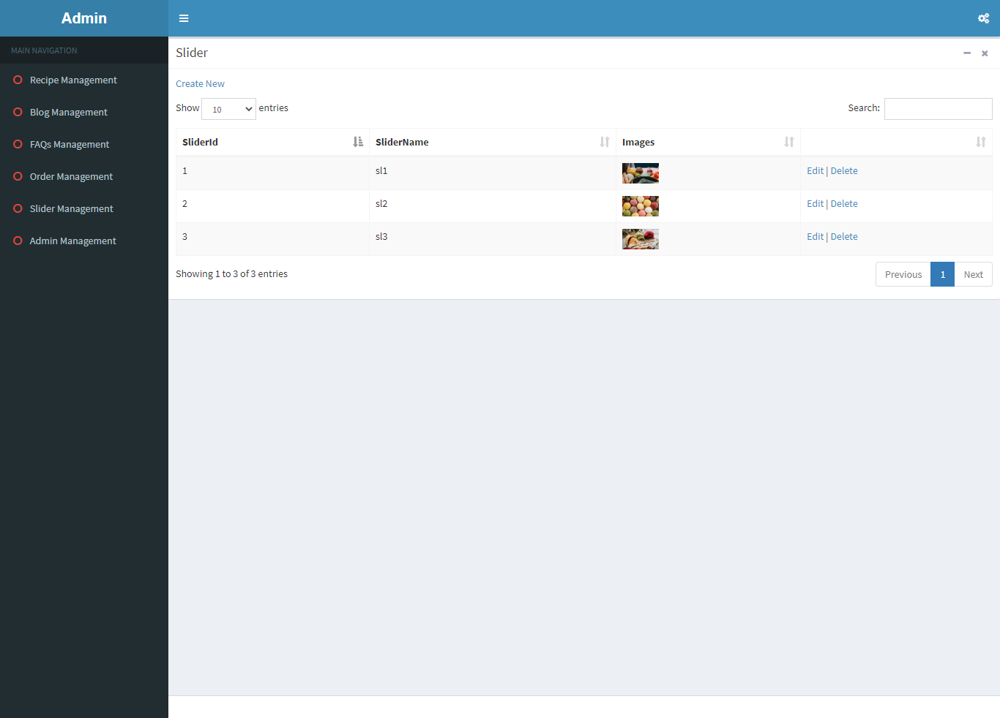 Admin
MAIN NAVIGATION
Recipe Management
Blog Management
FAQs Management
Order Management
Slider Management
Admin Management
Slider
Create New
Show 10 entries Search:
SliderId SliderName Images
1 sl1 Edit | Delete
2 sl2 Edit | Delete
3 sl3 Edit | Delete
Showing 1 to 3 of 3 entries Previous 1 Next